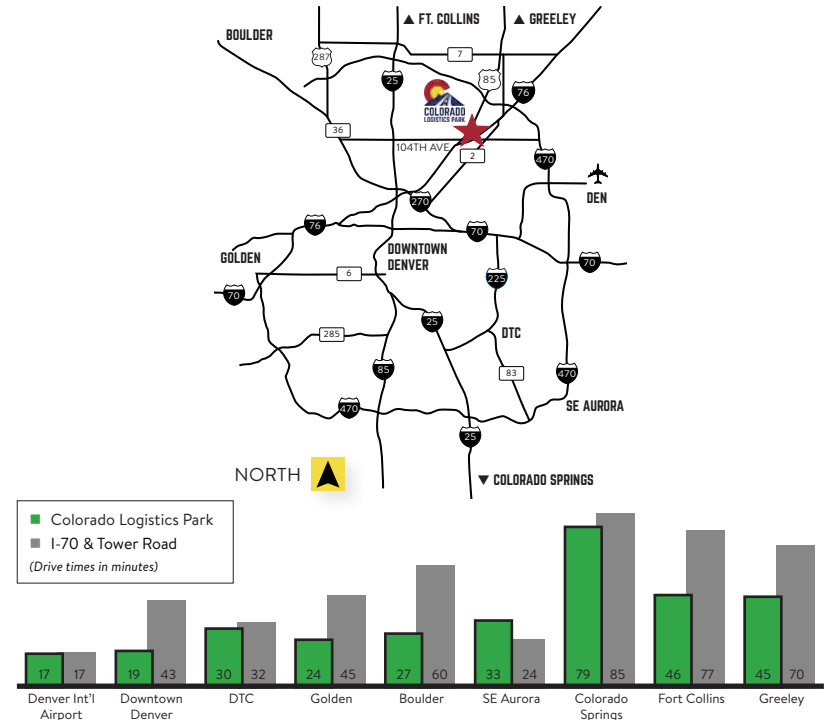 ▲ FT. COLLINS
▲ GREELEY
BOULDER
287
7
25
85
76
COLORADO
LOGISTICS PARK
36
104TH AVE
2
470
DEN
270
76
70
GOLDEN
DOWNTOWN
DENVER
6
70
70
225
25
285
DTC
85
83
470
470
SE AURORA
25
NORTH
▼ COLORADO SPRINGS
Colorado Logistics Park
I-70 & Tower Road
(Drive times in minutes)
17 17 19 43 30 32 24 45 27 60 33 24 79 85 46 77 45 70
Denver Int'l Airport
Downtown Denver
DTC
Golden
Boulder
SE Aurora
Colorado Springs
Fort Collins
Greeley